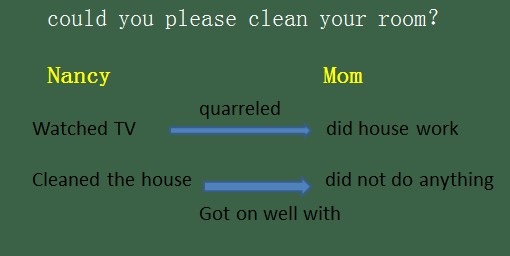 could you please clean your room?
Nancy Mom
quarreled
Watched TV did house work
Cleaned the house did not do anything
Got on well with